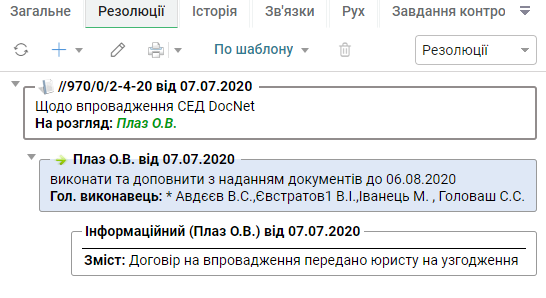 Загальне Резолюції Історія Зв'язки Рух Завдання контро
По шаблону Резолюції
//970/0/2-4-20 від 07.07.2020
Щодо впровадження СЕД DocNet
На розгляд: Плаз О.В.
Плаз О.В. від 07.07.2020
виконати та доповнити з наданням документів до 06.08.2020
Гол. виконавець: * Авдєєв В.С.,Євстратов1 В.І.,Іванець М. , Головаш С.С.
Інформаційний (Плаз О.В.) від 07.07.2020
Зміст: Договір на впровадження передано юристу на узгодження